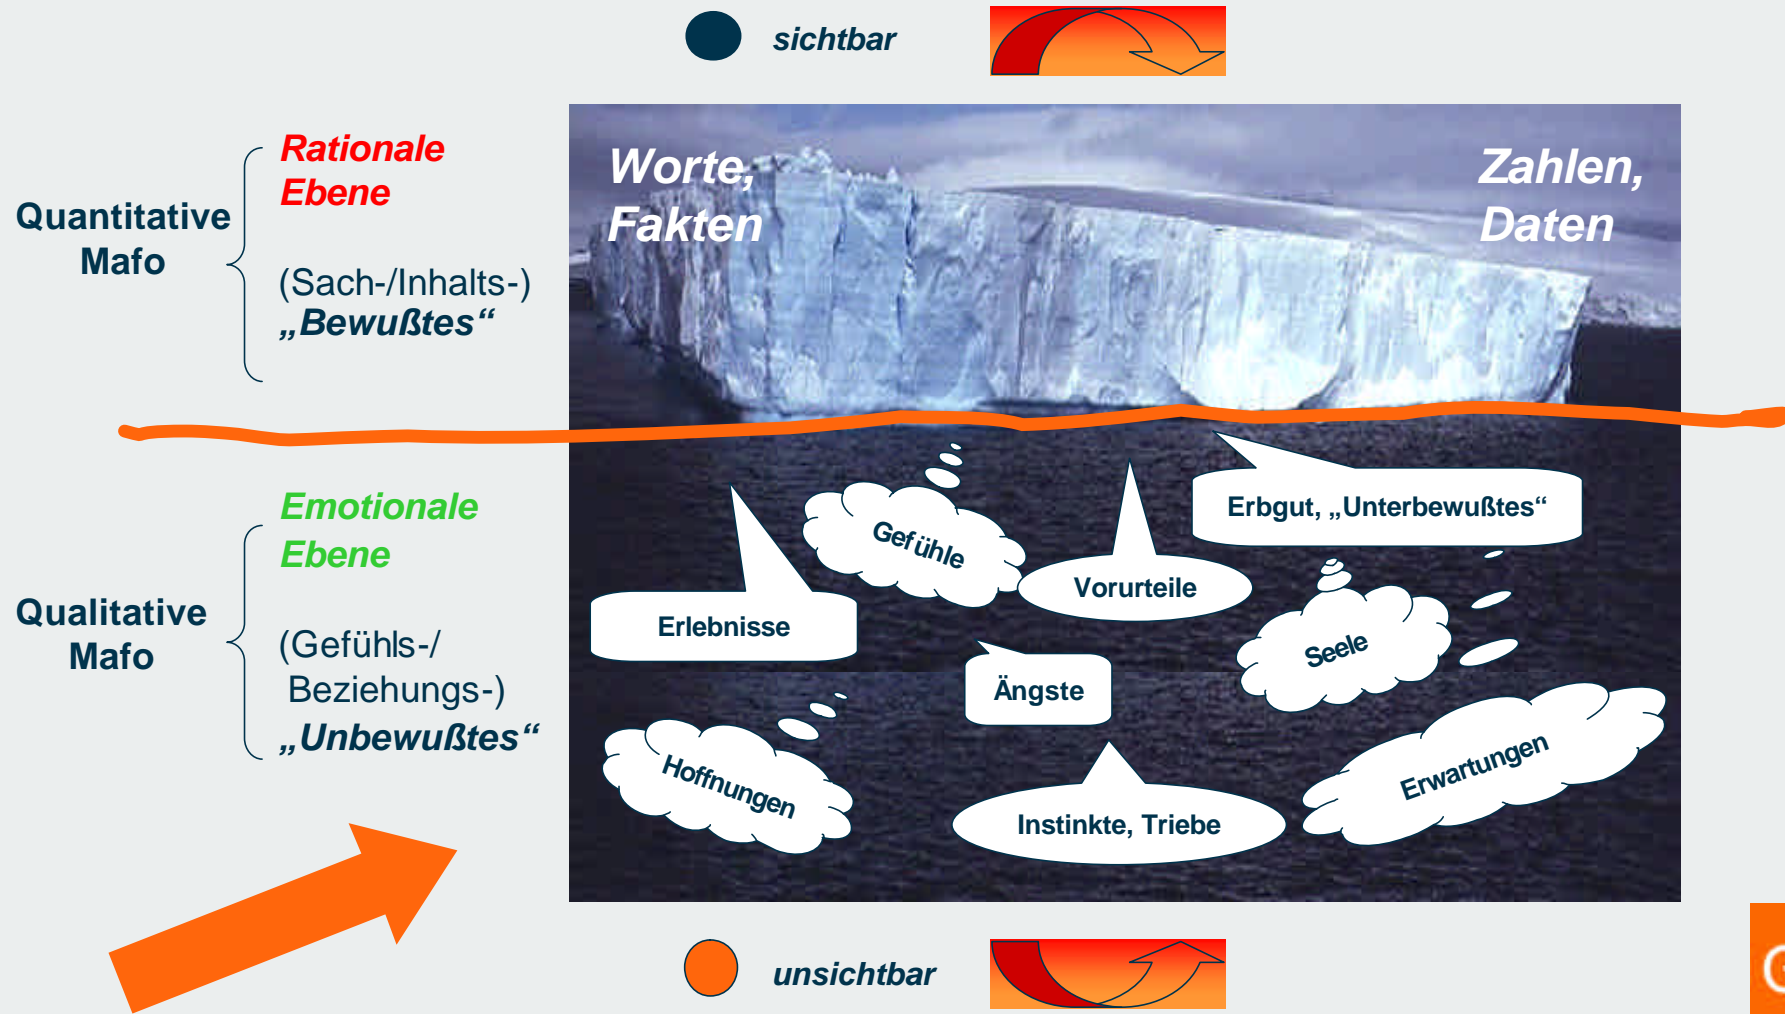 sichtbar
Rationale
Ebene
Quantitative
Mafo
(Sach-/Inhalts-)
„Bewußtes“
Worte,
Fakten
Zahlen,
Daten
Emotionale
Ebene
Qualitative
Mafo
(Gefühls-/
Beziehungs-)
„Unbewußtes“
Gefühle
Erbgut, „Unterbewußtes“
Vorurteile
Erlebnisse
Seele
Ängste
Hoffnungen
Erwartungen
Instinkte, Triebe
unsichtbar